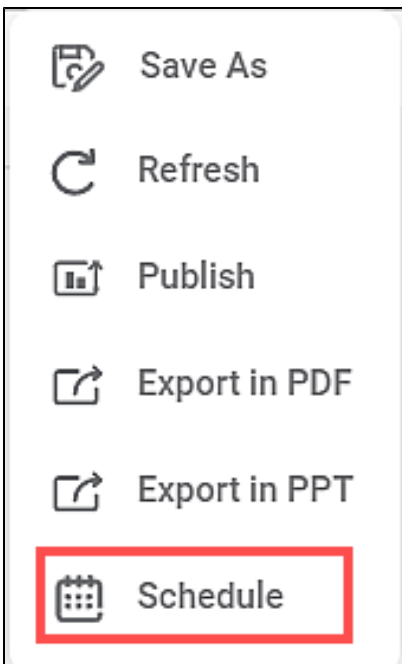 Save As
Refresh
Publish
Export in PDF
Export in PPT
Schedule